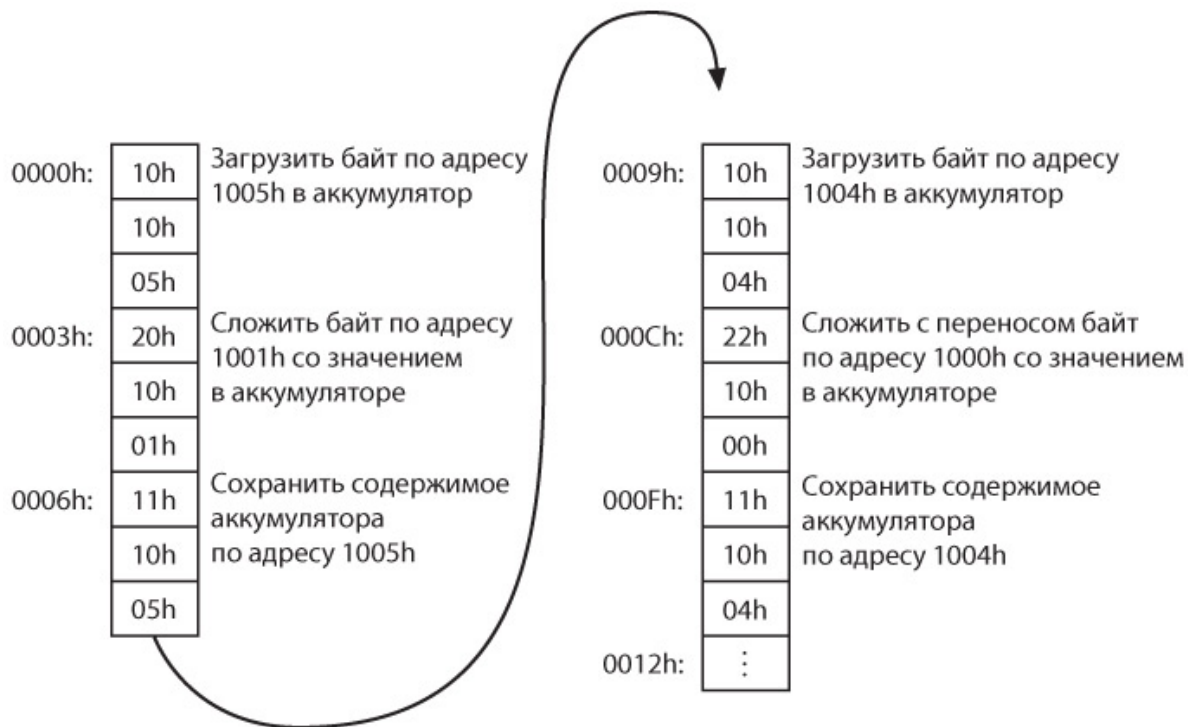 0000h: 10h Загрузить байт по адресу
1005h в аккумулятор
10h
05h
0003h: 20h Сложить байт по адресу
1001h со значением
10h в аккумуляторе
01h
0006h: 11h Сохранить содержимое
аккумулятора
10h по адресу 1005h
05h
0009h: 10h Загрузить байт по адресу
1004h в аккумулятор
10h
04h
000Ch: 22h Сложить с переносом байт
по адресу 1000h со значением
10h в аккумуляторе
00h
000Fh: 11h Сохранить содержимое
аккумулятора
10h по адресу 1004h
04h
0012h: ⋮